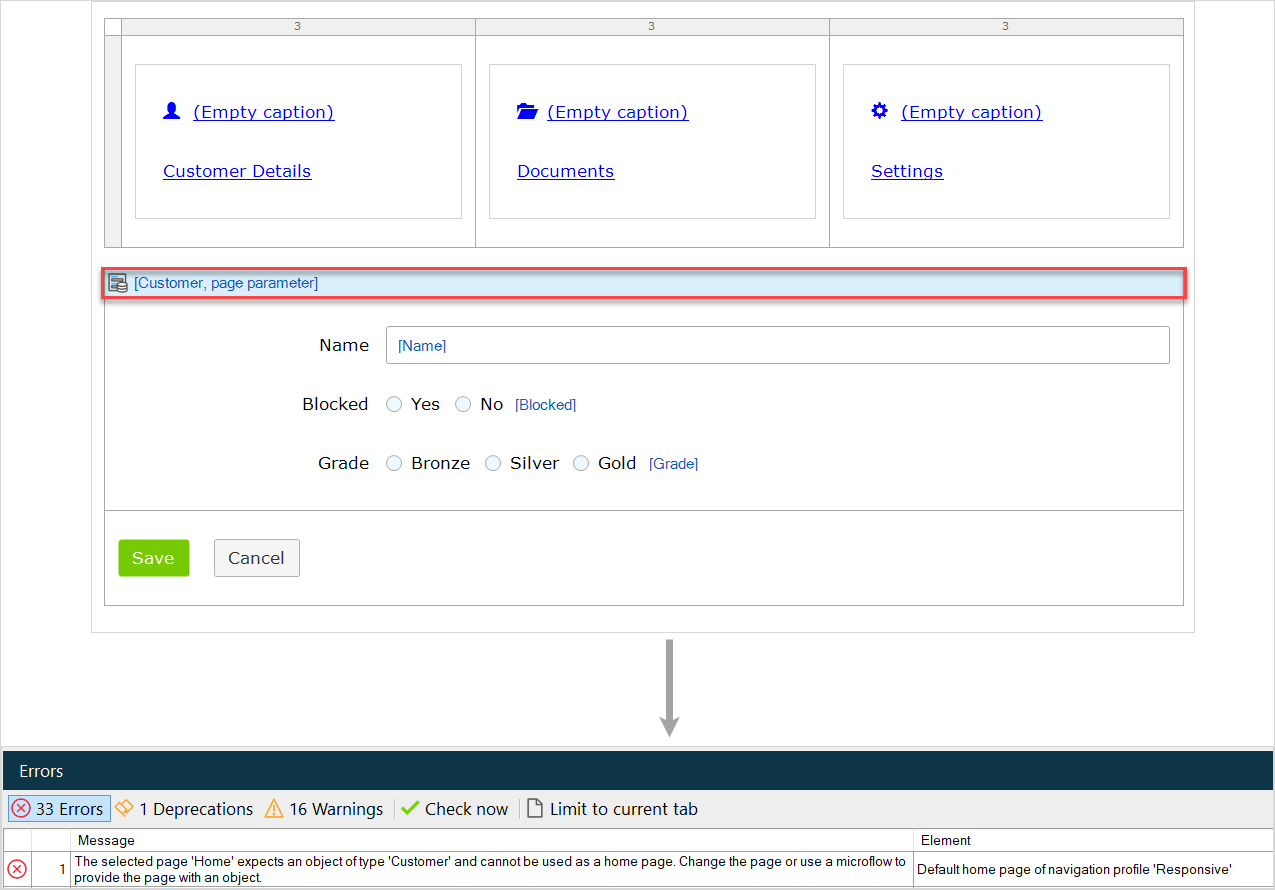 3 3 3
(Empty caption) (Empty caption) (Empty caption)
Customer Details Documents Settings
[Customer, page parameter]
Name [Name]
Blocked Yes No [Blocked]
Grade Bronze Silver Gold [Grade]
Save Cancel
Errors
33 Errors 1 Deprecations 16 Warnings Check now Limit to current tab
Message Element
1 The selected page 'Home' expects an object of type 'Customer' and cannot be used as a home page. Change the page or use a microflow to Default home page of navigation profile 'Responsive'
provide the page with an object.